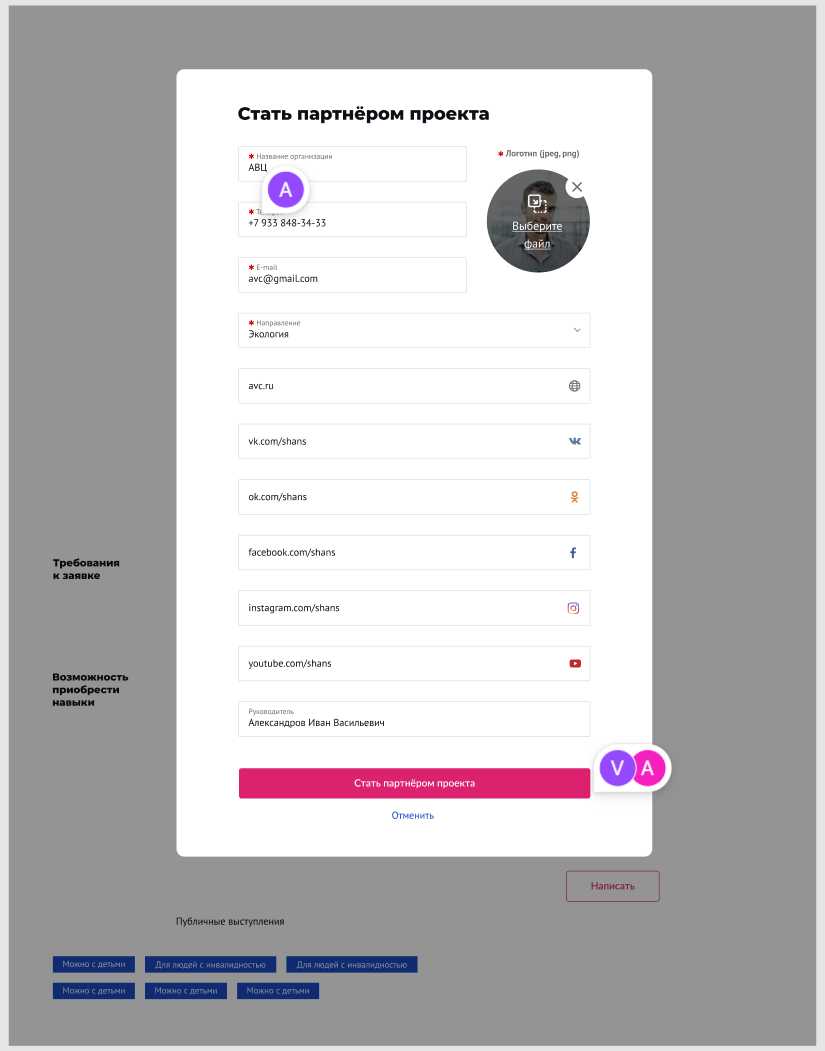 Стать партнёром проекта
* Название организации
АВЦ
* Логотип (jpeg, png)
A
+7 933 848-34-33
Выберите
файл
* E-mail
avc@gmail.com
* Направление
Экология
avc.ru
vk.com/shans
ok.com/shans
facebook.com/shans
instagram.com/shans
youtube.com/shans
Руководитель
Александров Иван Васильевич
Требования
к заявке
Возможность
приобрести
навыки
Стать партнёром проекта
V A
Отменить
Написать
Публичные выступления
Можно с детьми Для людей с инвалидностью Для людей с инвалидностью
Можно с детьми Можно с детьми Можно с детьми